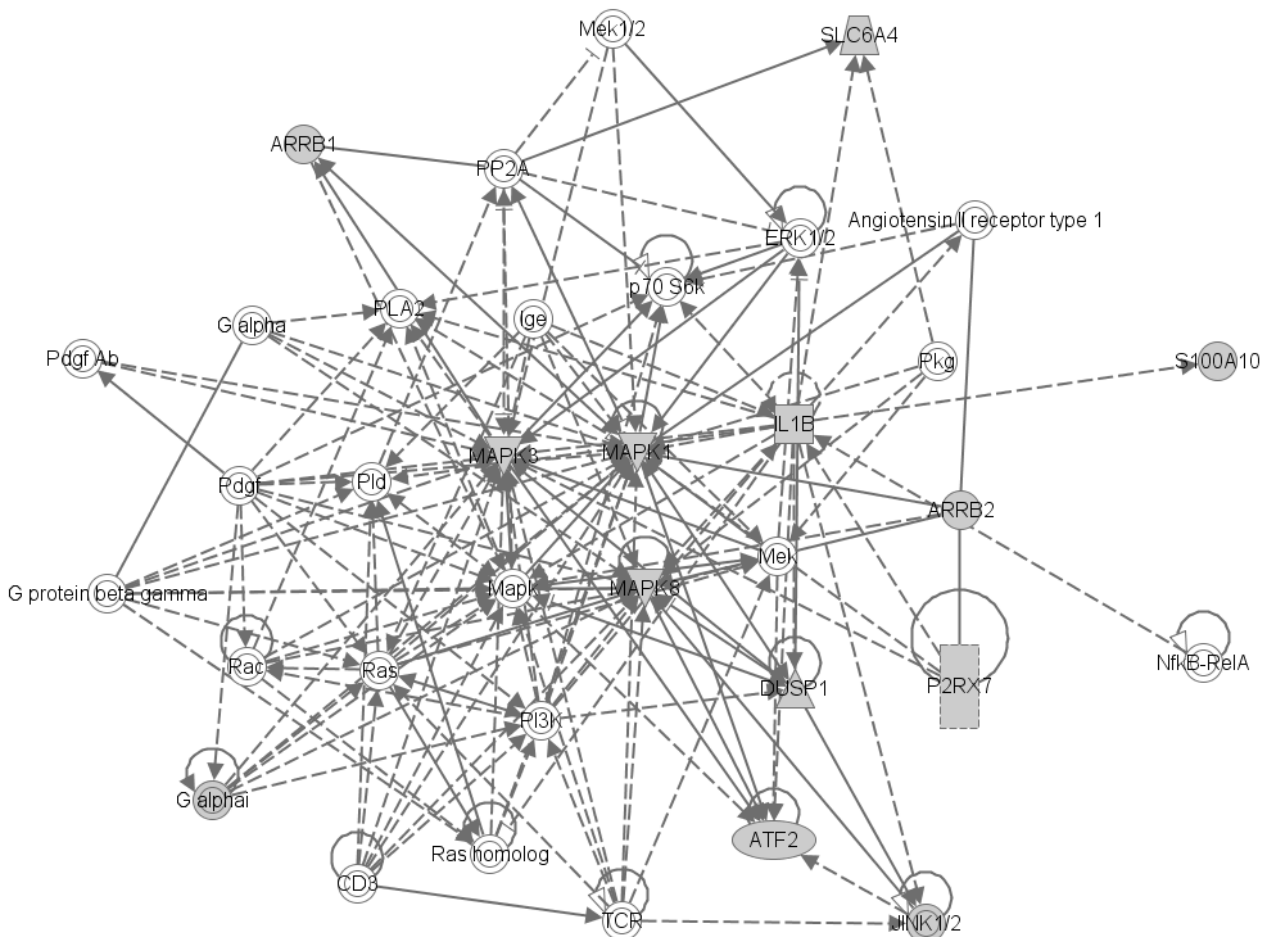 Mek1/2
SLC6A4
ARRB1
PP2A
Angiotensin II receptor type 1
ERK1/2
p70 S6k
PLA2
Ige
G alpha
Pdgf Ab
Pkg
S100A10
IL1B
MAPK3
MAPK1
Pdgf
Pld
ARRB2
Mek
G protein beta gamma
Mapk
MAPK8
Rac
Ras
NfkB-RelA
DUSP1
P2RX7
PI3K
G alphai
ATF2
Ras homolog
CD3
TCR
JINK1/2